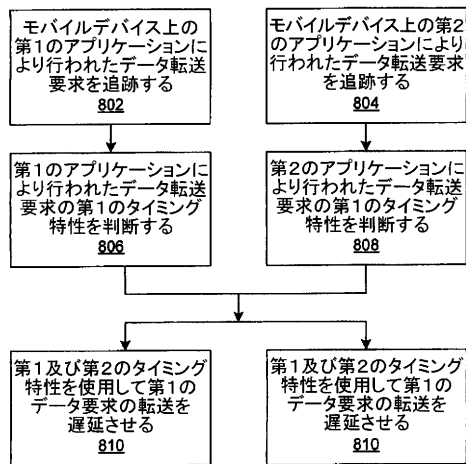 モバイルデバイス上の
第1のアプリケーションに
より行われたデータ転送
要求を追跡する
802
モバイルデバイス上の第2
のアプリケーションにより
行われたデータ転送要求
を追跡する
804
第1のアプリケーションに
より行われたデータ転送
要求の第1のタイミング
特性を判断する
806
第2のアプリケーションに
より行われたデータ転送
要求の第1のタイミング
特性を判断する
808
第1及び第2のタイミング
特性を使用して第1の
データ要求の転送を
遅延させる
810
第1及び第2のタイミング
特性を使用して第1の
データ要求の転送を
遅延させる
810